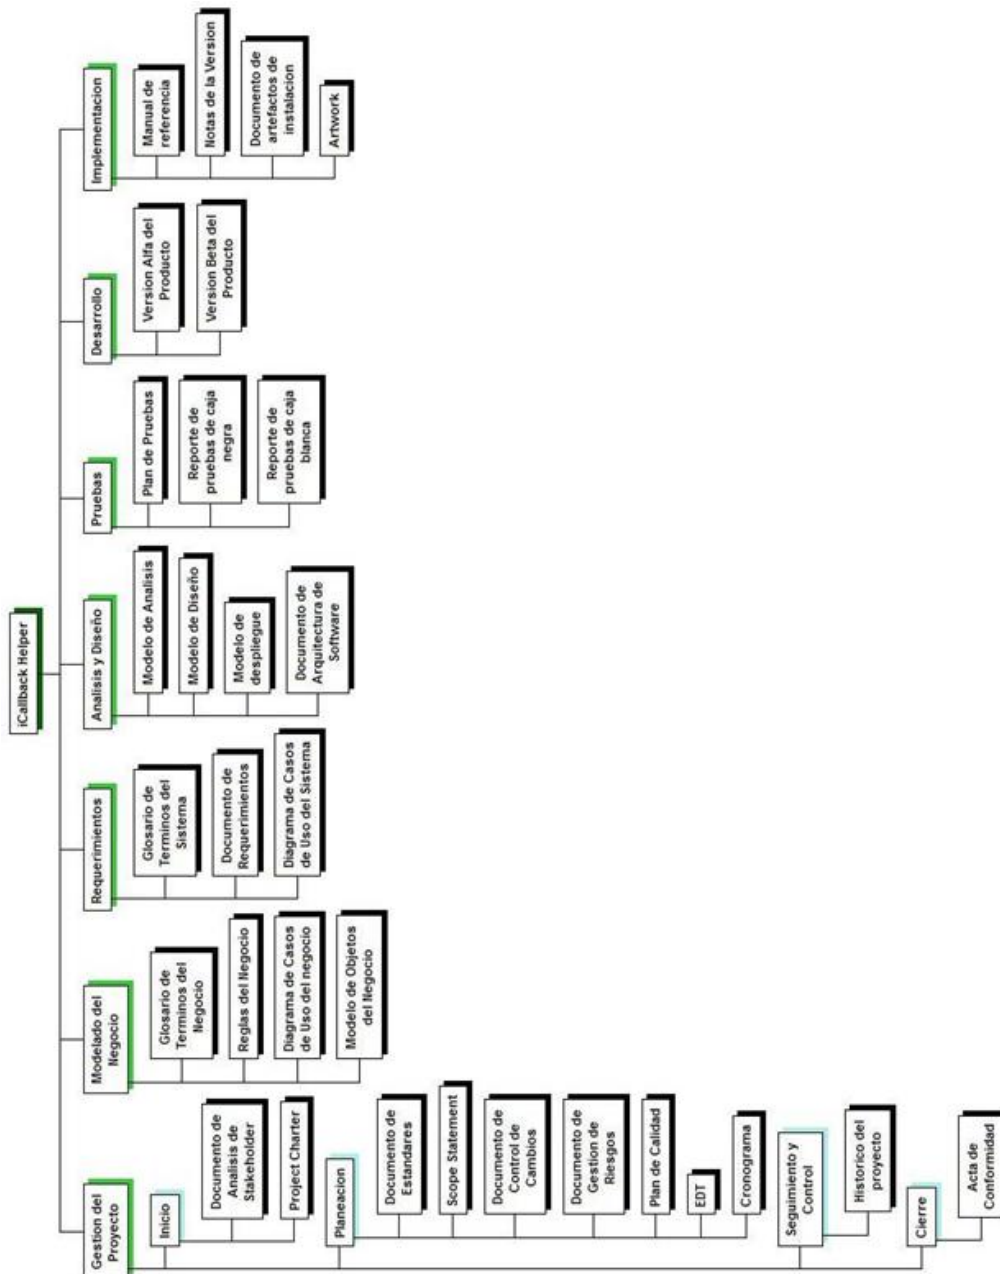 iCallback Helper
Gestion del
Proyecto
Inicio
Documento de
Analisis de
Stakeholder
Project Charter
Planeacion
Documento de
Estandares
Scope Statement
Documento de
Control de
Cambios
Documento de
Gestion de
Riesgos
Plan de Calidad
EDT
Cronograma
Seguimiento y
Control
Historico del
proyecto
Cierre
Acta de
Conformidad
Modelado del
Negocio
Glosario de
Terminos del
Negocio
Reglas del Negocio
Diagrama de Casos
de Uso del negocio
Modelo de Objetos
del Negocio
Requerimientos
Glosario de
Terminos del
Sistema
Documento de
Requerimientos
Diagrama de Casos
de Uso del Sistema
Analisis y Diseño
Modelo de Analisis
Modelo de Diseño
Modelo de
despliegue
Documento de
Arquitectura de
Software
Pruebas
Plan de Pruebas
Reporte de
pruebas de caja
negra
Reporte de
pruebas de caja
blanca
Desarrollo
Version Alfa del
Producto
Version Beta del
Producto
Implementacion
Manual de
referencia
Notas de la Version
Documento de
artefactos de
instalacion
Artwork